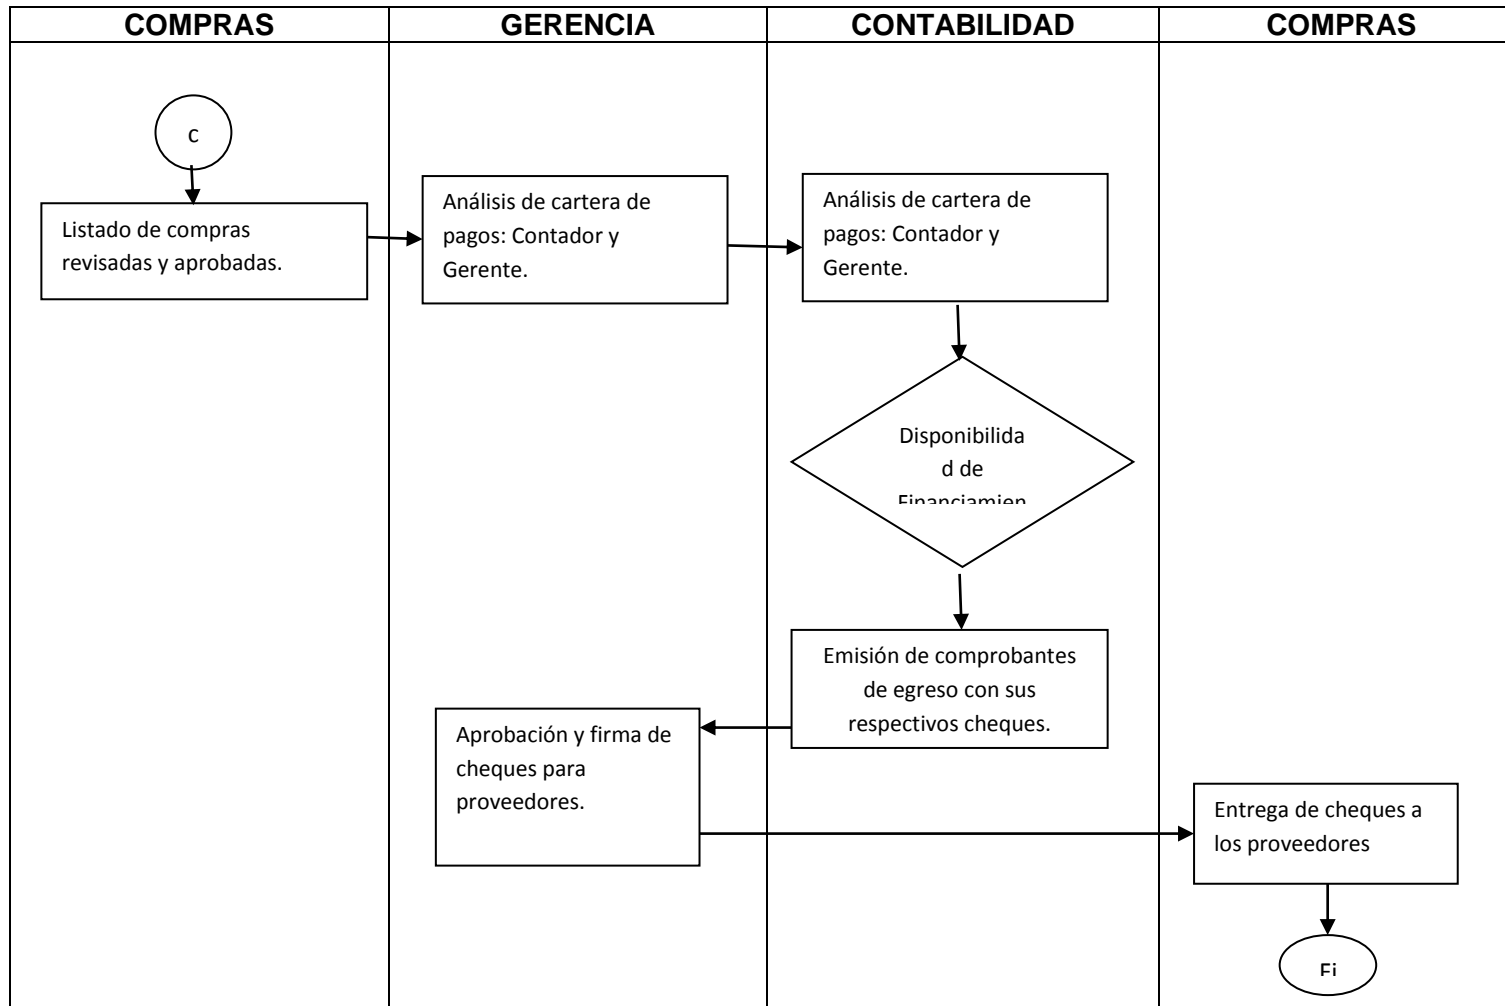 COMPRAS
GERENCIA
CONTABILIDAD
COMPRAS
c
Listado de compras
revisadas y aprobadas.
Análisis de cartera de
pagos: Contador y
Gerente.
Análisis de cartera de
pagos: Contador y
Gerente.
Disponibilida
d de
Financiamien
Emisión de comprobantes
de egreso con sus
respectivos cheques.
Aprobación y firma de
cheques para
proveedores.
Entrega de cheques a
los proveedores
Fi